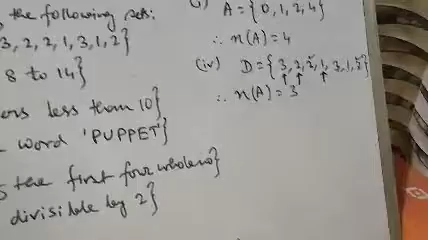 the following sets:
3, 2, 2, 1, 3, 1, 2}
8 to 14}
ers less than 10}
word 'PUPPET'}
the first four whole no}
divisible by 2}
A = {0, 1, 2, 4}
∴ n(A) = 4
(iv) D = {3, 2, 2, 1, 3, 1, 2}
∴ n(A) = 3